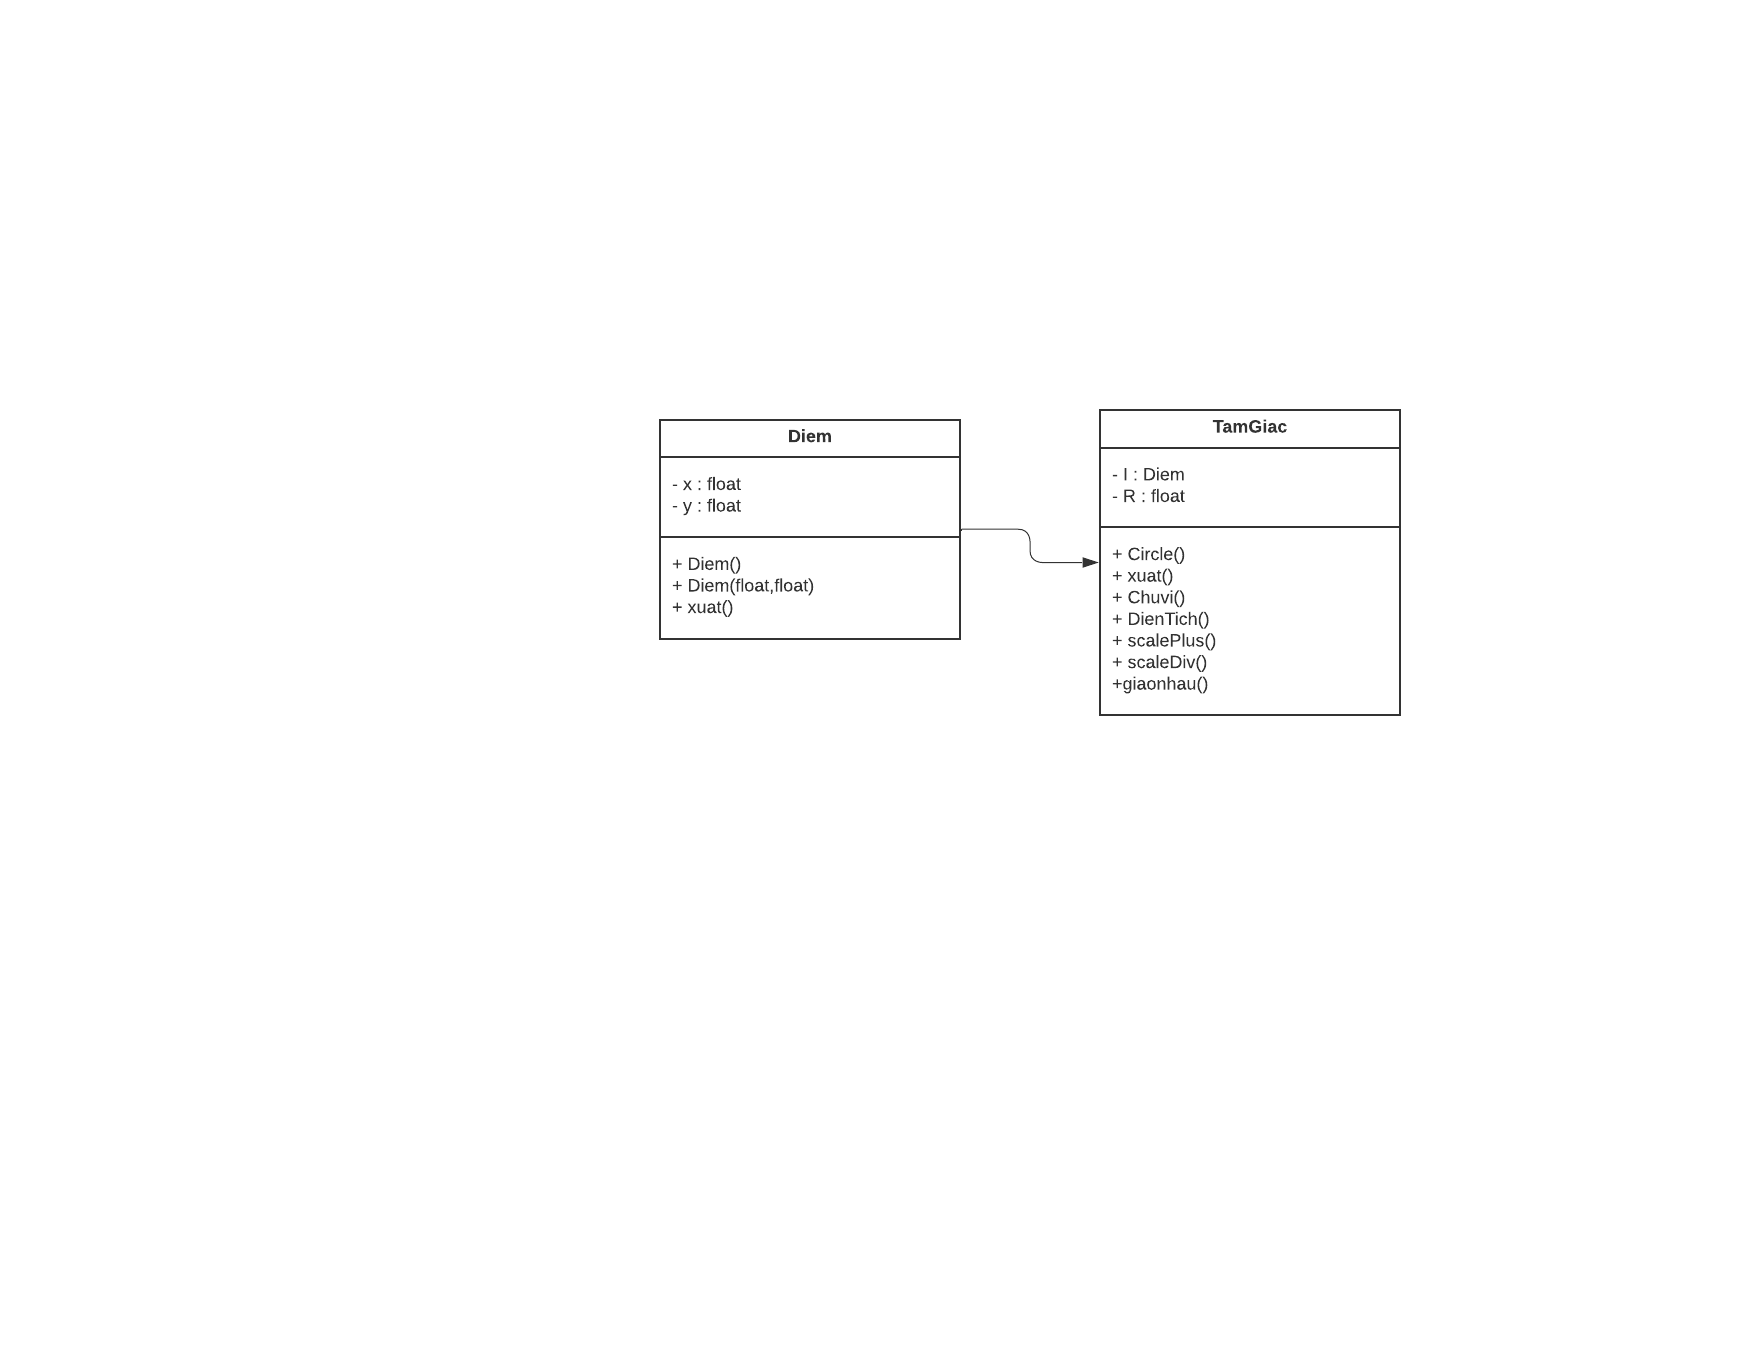 Diem
- x : float
- y : float
+ Diem()
+ Diem(float,float)
+ xuat()
TamGiac
- I : Diem
- R : float
+ Circle()
+ xuat()
+ Chuvi()
+ DienTich()
+ scalePlus()
+ scaleDiv()
+giaonhau()